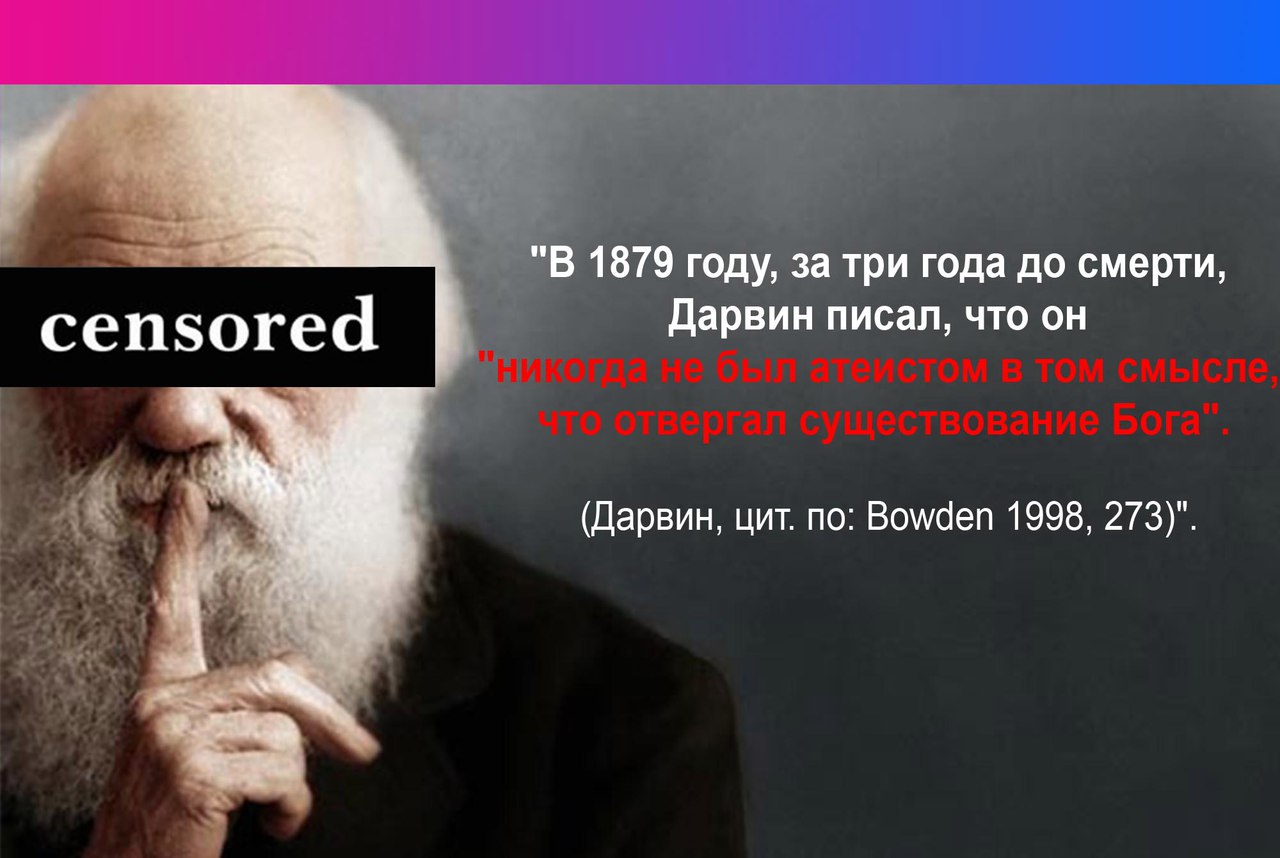 censored
"В 1879 году, за три года до смерти,
Дарвин писал, что он
"никогда не был атеистом в том смысле,
что отвергал существование Бога".
(Дарвин, цит. по: Bowden 1998, 273)".